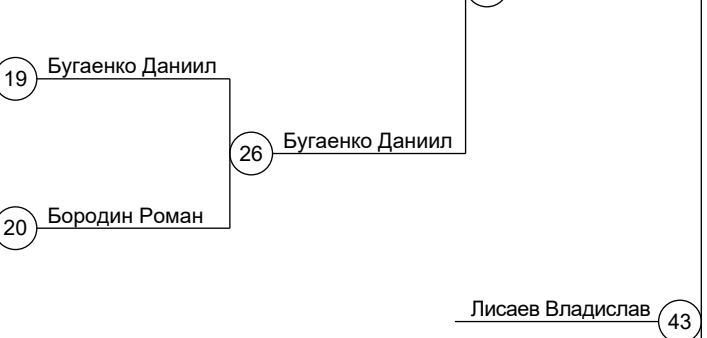 19 Бугаенко Даниил
26 Бугаенко Даниил
20 Бородин Роман
Лисаев Владислав 43